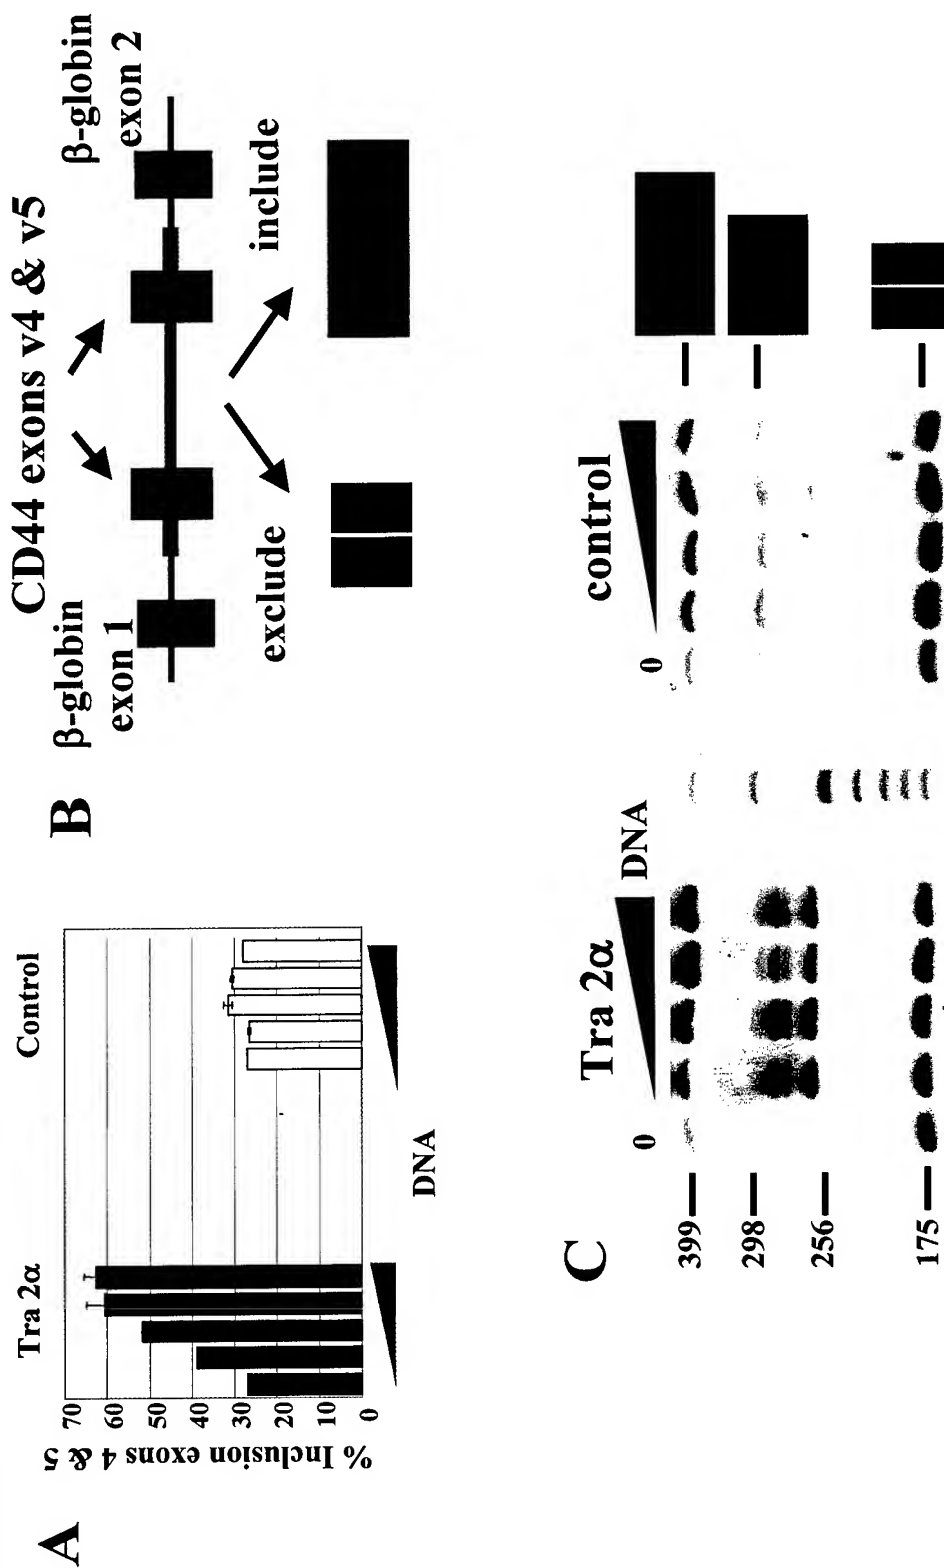 A
Tra 2α
Control
% Inclusion exons 4 & 5
70
60
50
40
30
20
10
0
DNA
B
CD44 exons v4 & v5
β-globin
exon 1
β-globin
exon 2
exclude
include
C
Tra 2α
DNA
control
0
0
399
298
256
175